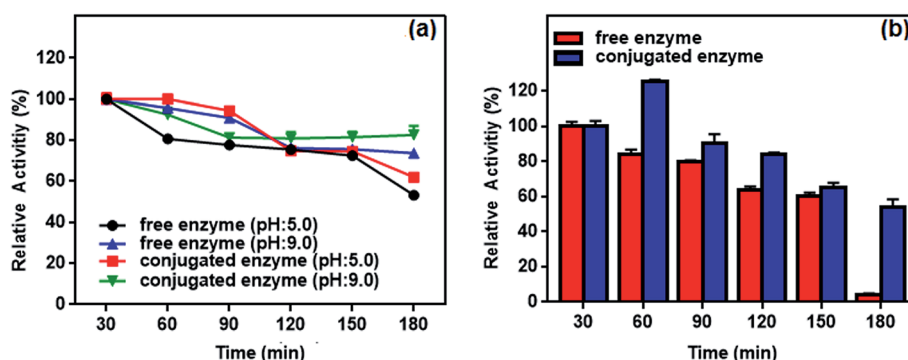 (a)
120
100
80
60
40
20
0
Relative Activitiy (%)
free enzyme (pH:5.0)
free enzyme (pH:9.0)
conjugated enzyme (pH:5.0)
conjugated enzyme (pH:9.0)
30 60 90 120 150 180
Time (min)
(b)
free enzyme
conjugated enzyme
120
100
80
60
40
20
0
Relative Activity (%)
30 60 90 120 150 180
Time (min)